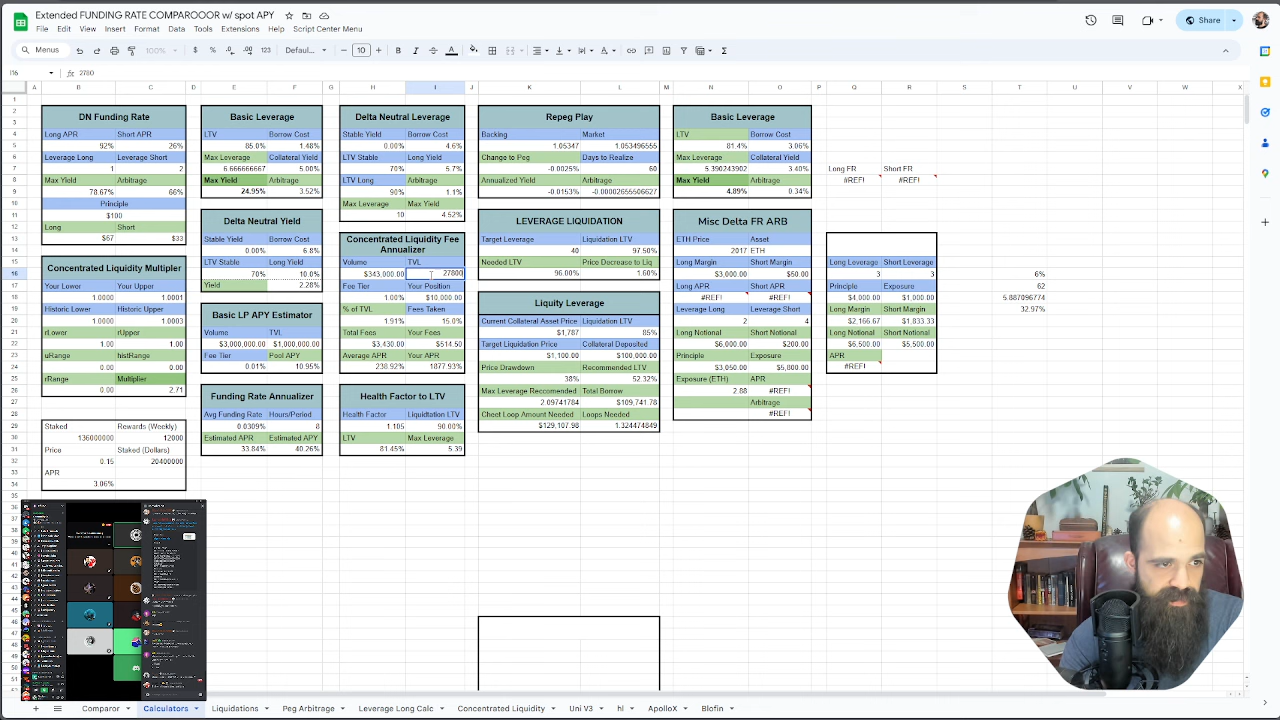 Extended FUNDING RATE COMPAROOOR w/ spot APY
File Edit View Insert Format Data Tools Extensions Help Script Center Menu
Share
Menus 100% $ % .0 .00 123 Defaul... 10 B I A
2780
A B C D E F G H I J K L M N O P Q R S T U V W X
DN Funding Rate
Long APR Short APR
92% 26%
Leverage Long Leverage Short
1 2
Max Yield Arbitrage
78.67% 66%
Principle
$100
Long Short
$67 $33
Concentrated Liquidity Multiplier
Your Lower Your Upper
1.0000 1.0001
Historic Lower Historic Upper
1.0000 1.0003
rLower rUpper
1.00 1.00
uRange histRange
0.00 0.00
rRange Multiplier
0.00 2.71
Staked Rewards (Weekly)
136000000 12000
Price Staked (Dollars)
0.15 20400000
APR
3.06%
Basic Leverage
LTV Borrow Cost
85.0% 1.48%
Max Leverage Collateral Yield
6.666666667 5.00%
Max Yield Arbitrage
24.95% 3.52%
Delta Neutral Yield
Stable Yield Borrow Cost
0.00% 6.8%
LTV Stable Long Yield
70% 10.0%
Yield 2.28%
Basic LP APY Estimator
Volume TVL
$1,000,000.00
Fee Tier Pool APY
0.01% 10.95%
Funding Rate Annualizer
Avg Funding Rate Hours/Period
0.0309% 8
Estimated APR Estimated APY
33.84% 40.26%
Delta Neutral Leverage
Stable Yield Borrow Cost
0.00% 4.6%
LTV Stable Long Yield
70% 5.7%
LTV Long Arbitrage
90% 1.1%
Max Leverage Max Yield
10 4.52%
Concentrated Liquidity Fee
Annualizer
Volume TVL
$343,000.00 27800
Fee Tier Your Position
1.00% $10,000.00
% of TVL Fees Taken
1.91% 15.0%
Total Fees Your Fees
$3,430.00 $514.50
Average APR Your APR
238.92% 1877.93%
Health Factor to LTV
Health Factor Liquidtation LTV
1.105 90.00%
LTV Max Leverage
81.45% 5.39
Repeg Play
Backing Market
1.05347 1.053496555
Change to Peg Days to Realize
-0.0025% 60
Annualized Yield Arbitrage
-0.0153% -0.00002655506627
LEVERAGE LIQUIDATION
Target Leverage Liquidation LTV
40 97.50%
Needed LTV Price Decrease to Liq
96.00% 1.60%
Liquity Leverage
Current Collateral Asset Price Liquidation LTV
$1,787 85%
Target Liquidation Price Collateral Deposited
$1,100.00 $100,000.00
Price Drawdown Recommended LTV
38% 52.32%
Max Leverage Reccomended Total Borrow
2.09741784 $109,741.78
Cheet Loop Amount Needed Loops Needed
$129,107.98 1.324474849
Basic Leverage
LTV Borrow Cost
81.4% 3.06%
Max Leverage Collateral Yield
5.390243902 3.40%
Max Yield Arbitrage
4.89% 0.34%
Misc Delta FR ARB
ETH Price Asset
2017 ETH
Long Margin Short Margin
$3,000.00 $50.00
Long APR Short APR
#REF! #REF!
Leverage Long Leverage Short
2 4
Long Notional Short Notional
$6,000.00 $200.00
Principle Exposure
$3,050.00 $5,800.00
Exposure (ETH) APR
2.88 #REF!
Arbitrage
#REF!
Long FR Short FR
#REF! #REF!
Long Leverage Short Leverage
3 3
Principle Exposure
$4,000.00 $1,000.00
Long Margin Short Margin
$2,166.67 $1,833.33
Long Notional Short Notional
$6,500.00 $5,500.00
APR
#REF!
6%
62
5.887096774
32.97%
Comparor Calculators Liquidations Peg Arbitrage Leverage Long Calc Concentrated Liquidity Uni V3 hl ApolloX Blofin